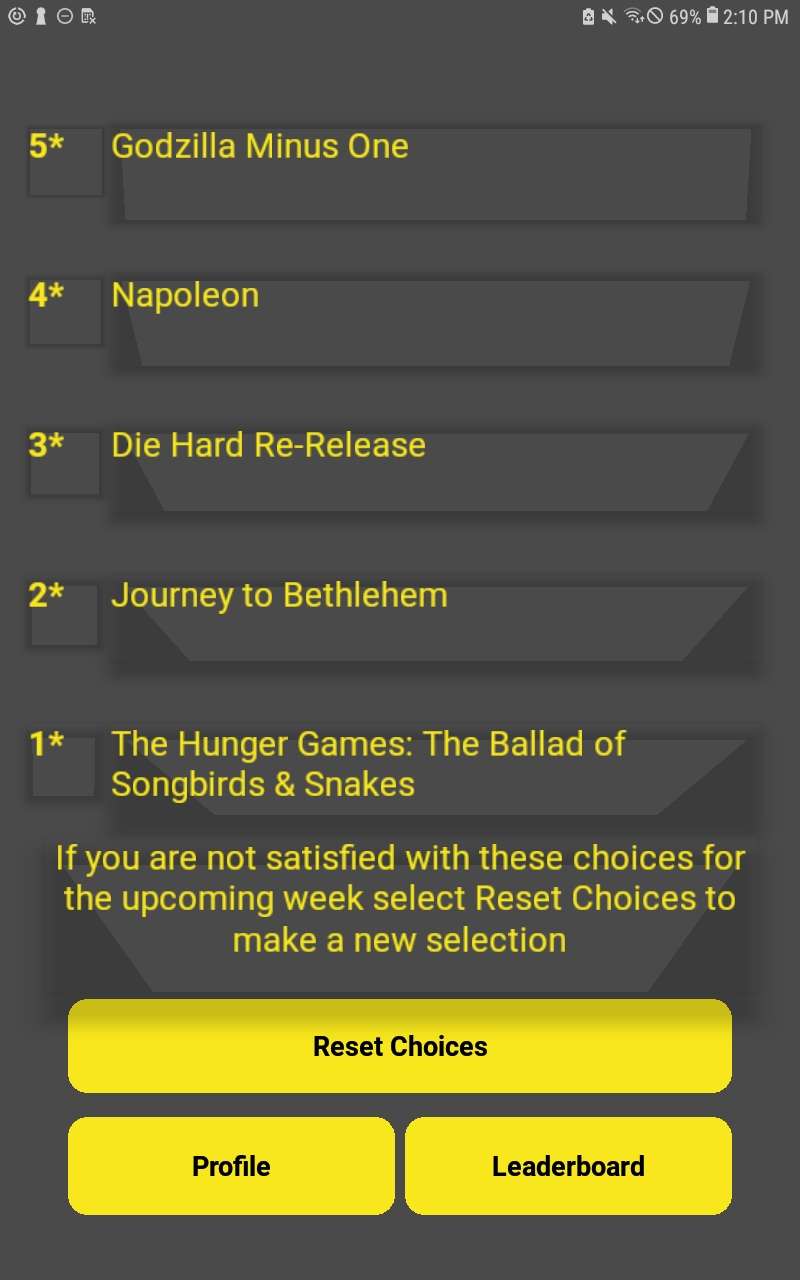 69% 2:10 PM
5* Godzilla Minus One
4* Napoleon
3* Die Hard Re-Release
2* Journey to Bethlehem
1* The Hunger Games: The Ballad of
Songbirds & Snakes
If you are not satisfied with these choices for
the upcoming week select Reset Choices to
make a new selection
Reset Choices
Profile Leaderboard